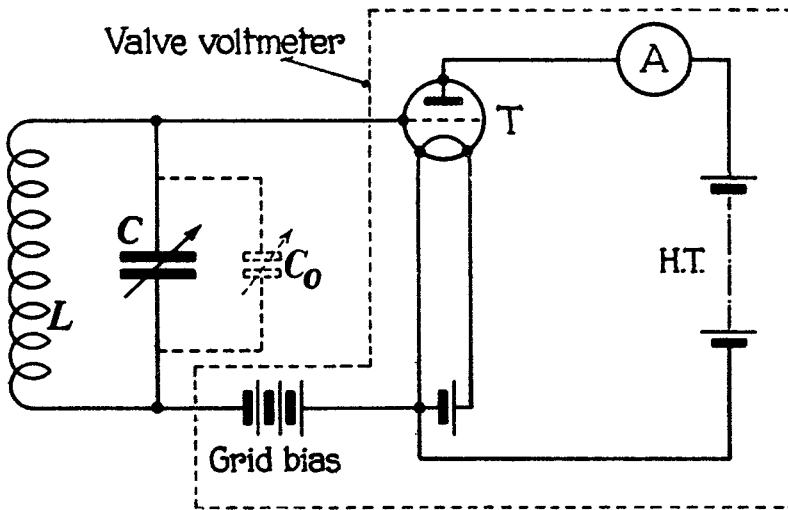 Valve voltmeter
A
T
C
C₀
L
H.T.
Grid bias